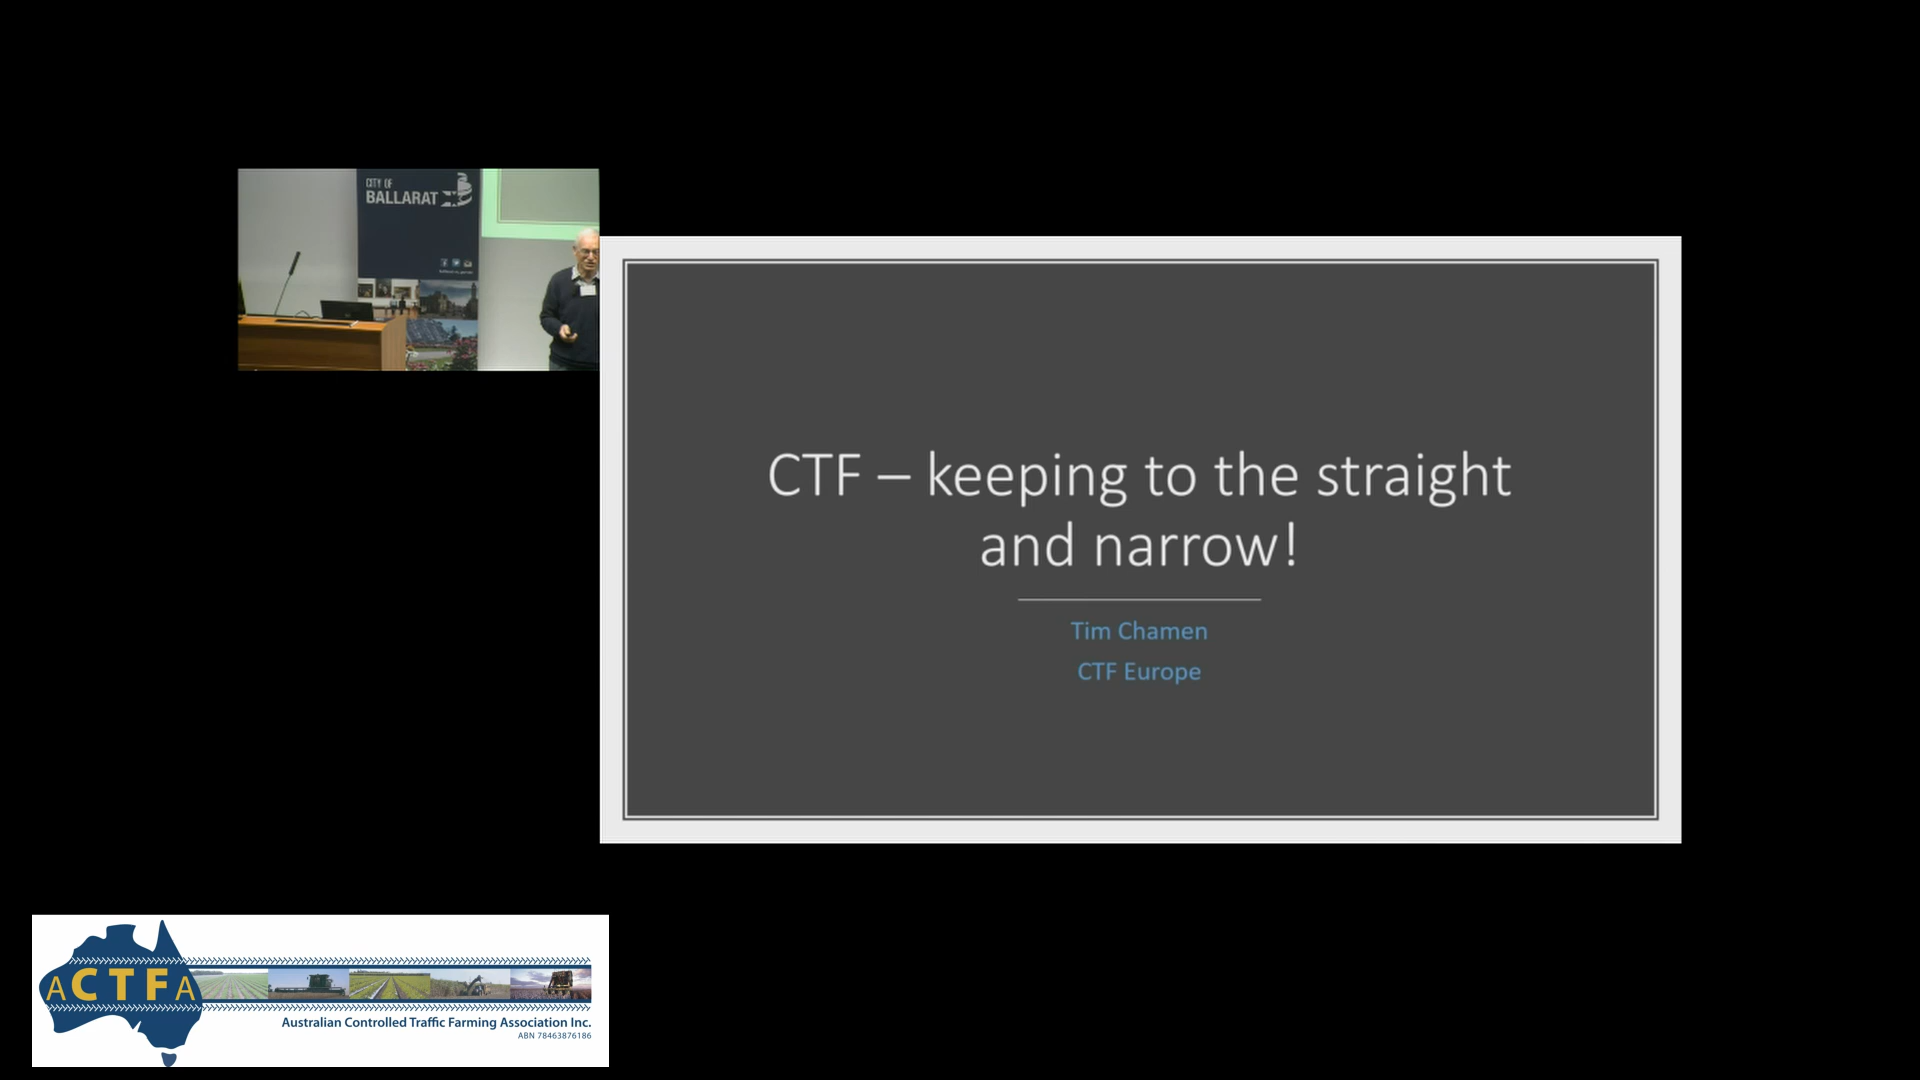 CITY OF
BALLARAT
CTF – keeping to the straight
and narrow!
Tim Chamen
CTF Europe
ACTFA
Australian Controlled Traffic Farming Association Inc.
ABN 78463876186